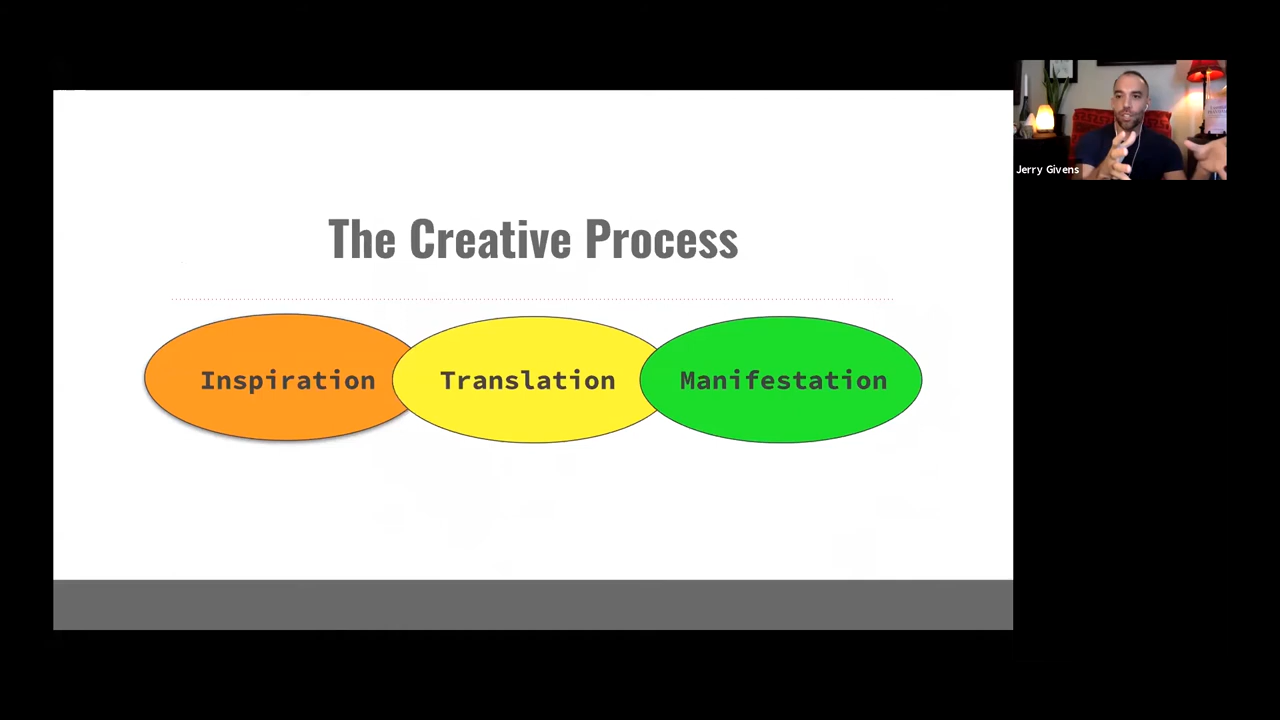 The Creative Process
Inspiration
Translation
Manifestation
Jerry Givens